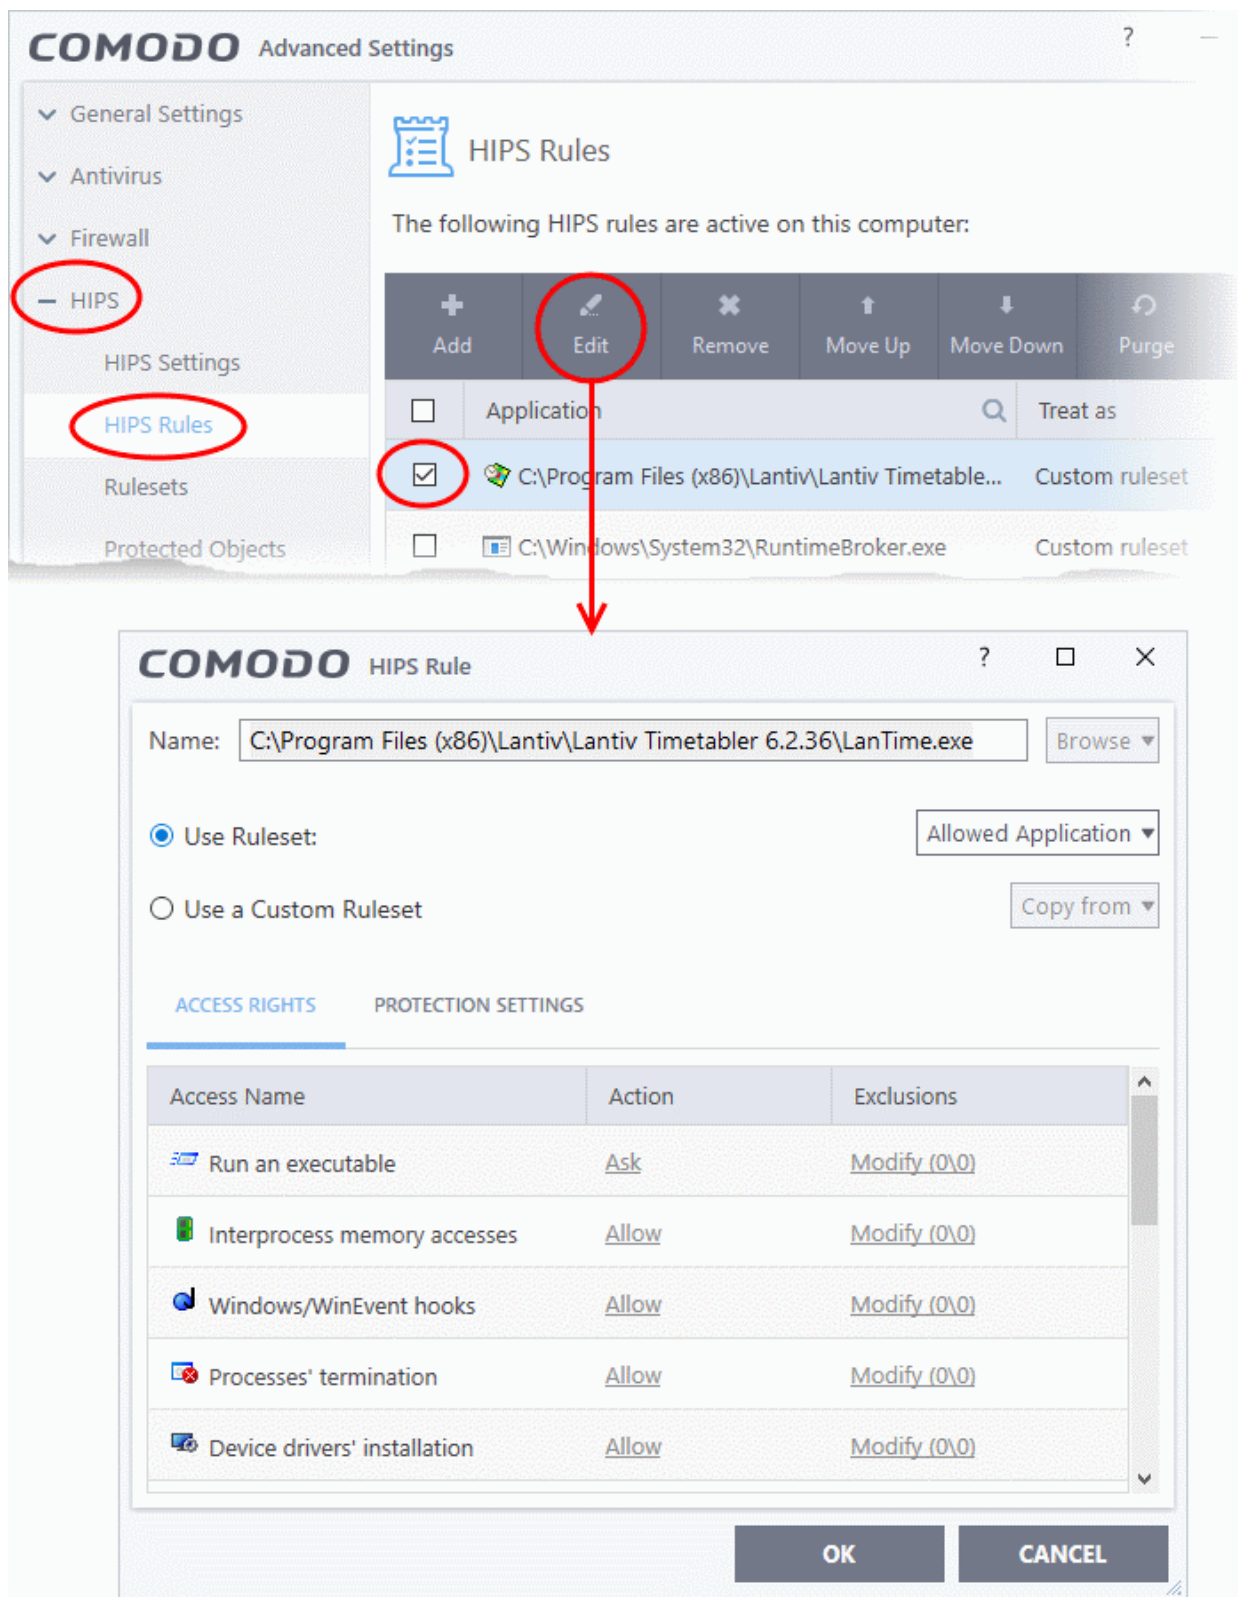 COMODO Advanced Settings ?
General Settings
Antivirus
Firewall
HIPS
HIPS Settings
HIPS Rules
Rulesets
Protected Objects
HIPS Rules
The following HIPS rules are active on this computer:
Add Edit Remove Move Up Move Down Purge
Application Treat as
C:\Program Files (x86)\Lantiv\Lantiv Timetable... Custom ruleset
C:\Windows\System32\RuntimeBroker.exe Custom ruleset
COMODO HIPS Rule ?
Name: C:\Program Files (x86)\Lantiv\Lantiv Timetabler 6.2.36\LanTime.exe Browse
Use Ruleset: Allowed Application
Use a Custom Ruleset Copy from
ACCESS RIGHTS PROTECTION SETTINGS
Access Name Action Exclusions
Run an executable Ask Modify (0\0)
Interprocess memory accesses Allow Modify (0\0)
Windows/WinEvent hooks Allow Modify (0\0)
Processes' termination Allow Modify (0\0)
Device drivers' installation Allow Modify (0\0)
OK CANCEL